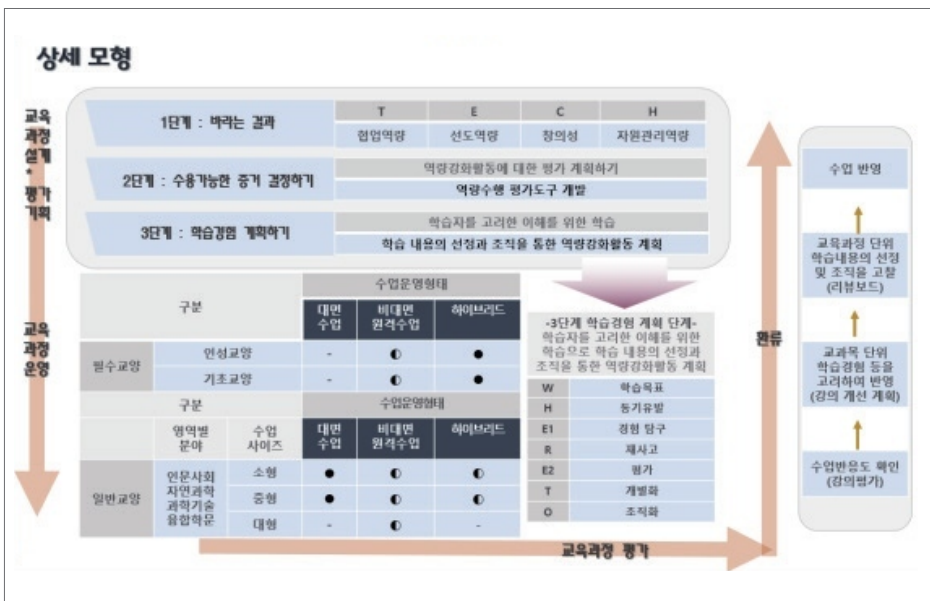 상세 모형
교육
과정
설계
*
평가
기획
1단계 : 바라는 결과
T E C H
협업역량 선도역량 창의성 자원관리역량
2단계 : 수용가능한 증거 결정하기
역량강화활동에 대한 평가 계획하기
역량수행 평가도구 개발
3단계 : 학습경험 계획하기
학습자를 고려한 이해를 위한 학습
학습 내용의 선정과 조직을 통한 역량강화활동 계획
교육
과정
운영
구분 수업운영형태
대면 수업 비대면 원격수업 하이브리드
필수교양 인성교양 - ◐ ●
기초교양 - ◐ ●
구분 수업운영형태
영역별 분야 수업 사이즈 대면 수업 비대면 원격수업 하이브리드
일반교양
인문사회
자연과학
과학기술
융합학문
소형 ● ◐ ◐
중형 ● ◐ ◐
대형 - ◐ -
-3단계 학습경험 계획 단계-
학습자를 고려한 이해를 위한
학습으로 학습 내용의 선정과
조직을 통한 역량강화활동 계획
W 학습목표
H 동기유발
E1 경험 탐구
R 재사고
E2 평가
T 개별화
O 조직화
교육과정 평가
환류
수업 반영
교육과정 단위
학습내용의 선정
및 조직을 고찰
(리뷰보드)
교과목 단위
학습경험 등을
고려하여 반영
(강의 개선 계획)
수업반응도 확인
(강의평가)